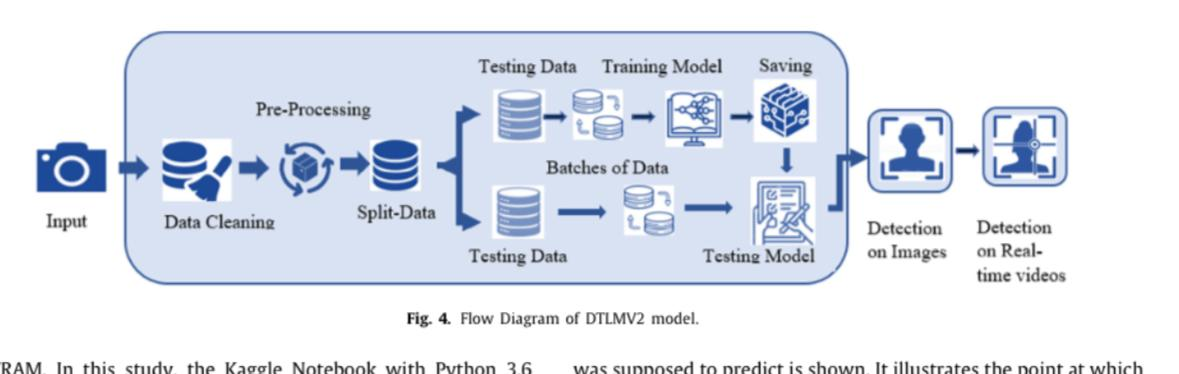 Testing Data
Training Model
Saving
Pre-Processing
Batches of Data
Input
Data Cleaning
Split-Data
Testing Data
Testing Model
Detection
on Images
Detection
on Real-
time videos
Fig. 4. Flow Diagram of DTLMV2 model.
RAM. In this study, the Kaggle Notebook with Python 3.6
was supposed to predict is shown. It illustrates the point at which